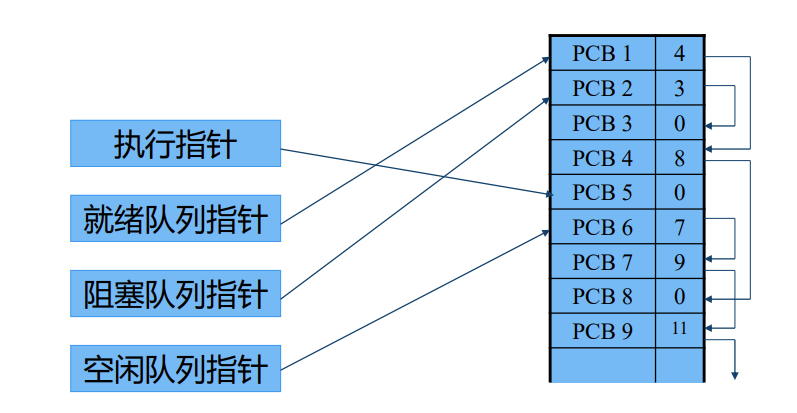 执行指针
就绪队列指针
阻塞队列指针
空闲队列指针
PCB 1 4
PCB 2 3
PCB 3 0
PCB 4 8
PCB 5 0
PCB 6 7
PCB 7 9
PCB 8 0
PCB 9 11